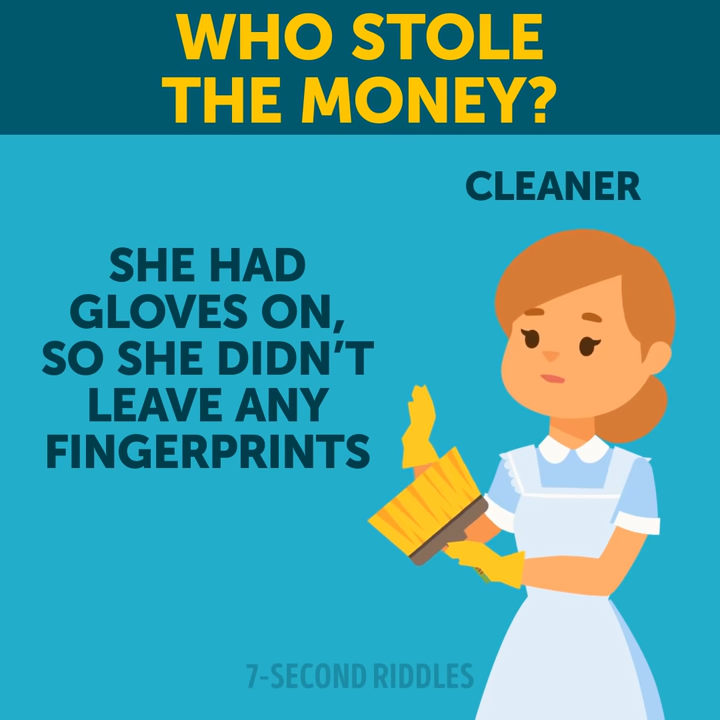 WHO STOLE
THE MONEY?
CLEANER
SHE HAD
GLOVES ON,
SO SHE DIDN'T
LEAVE ANY
FINGERPRINTS
7-SECOND RIDDLES